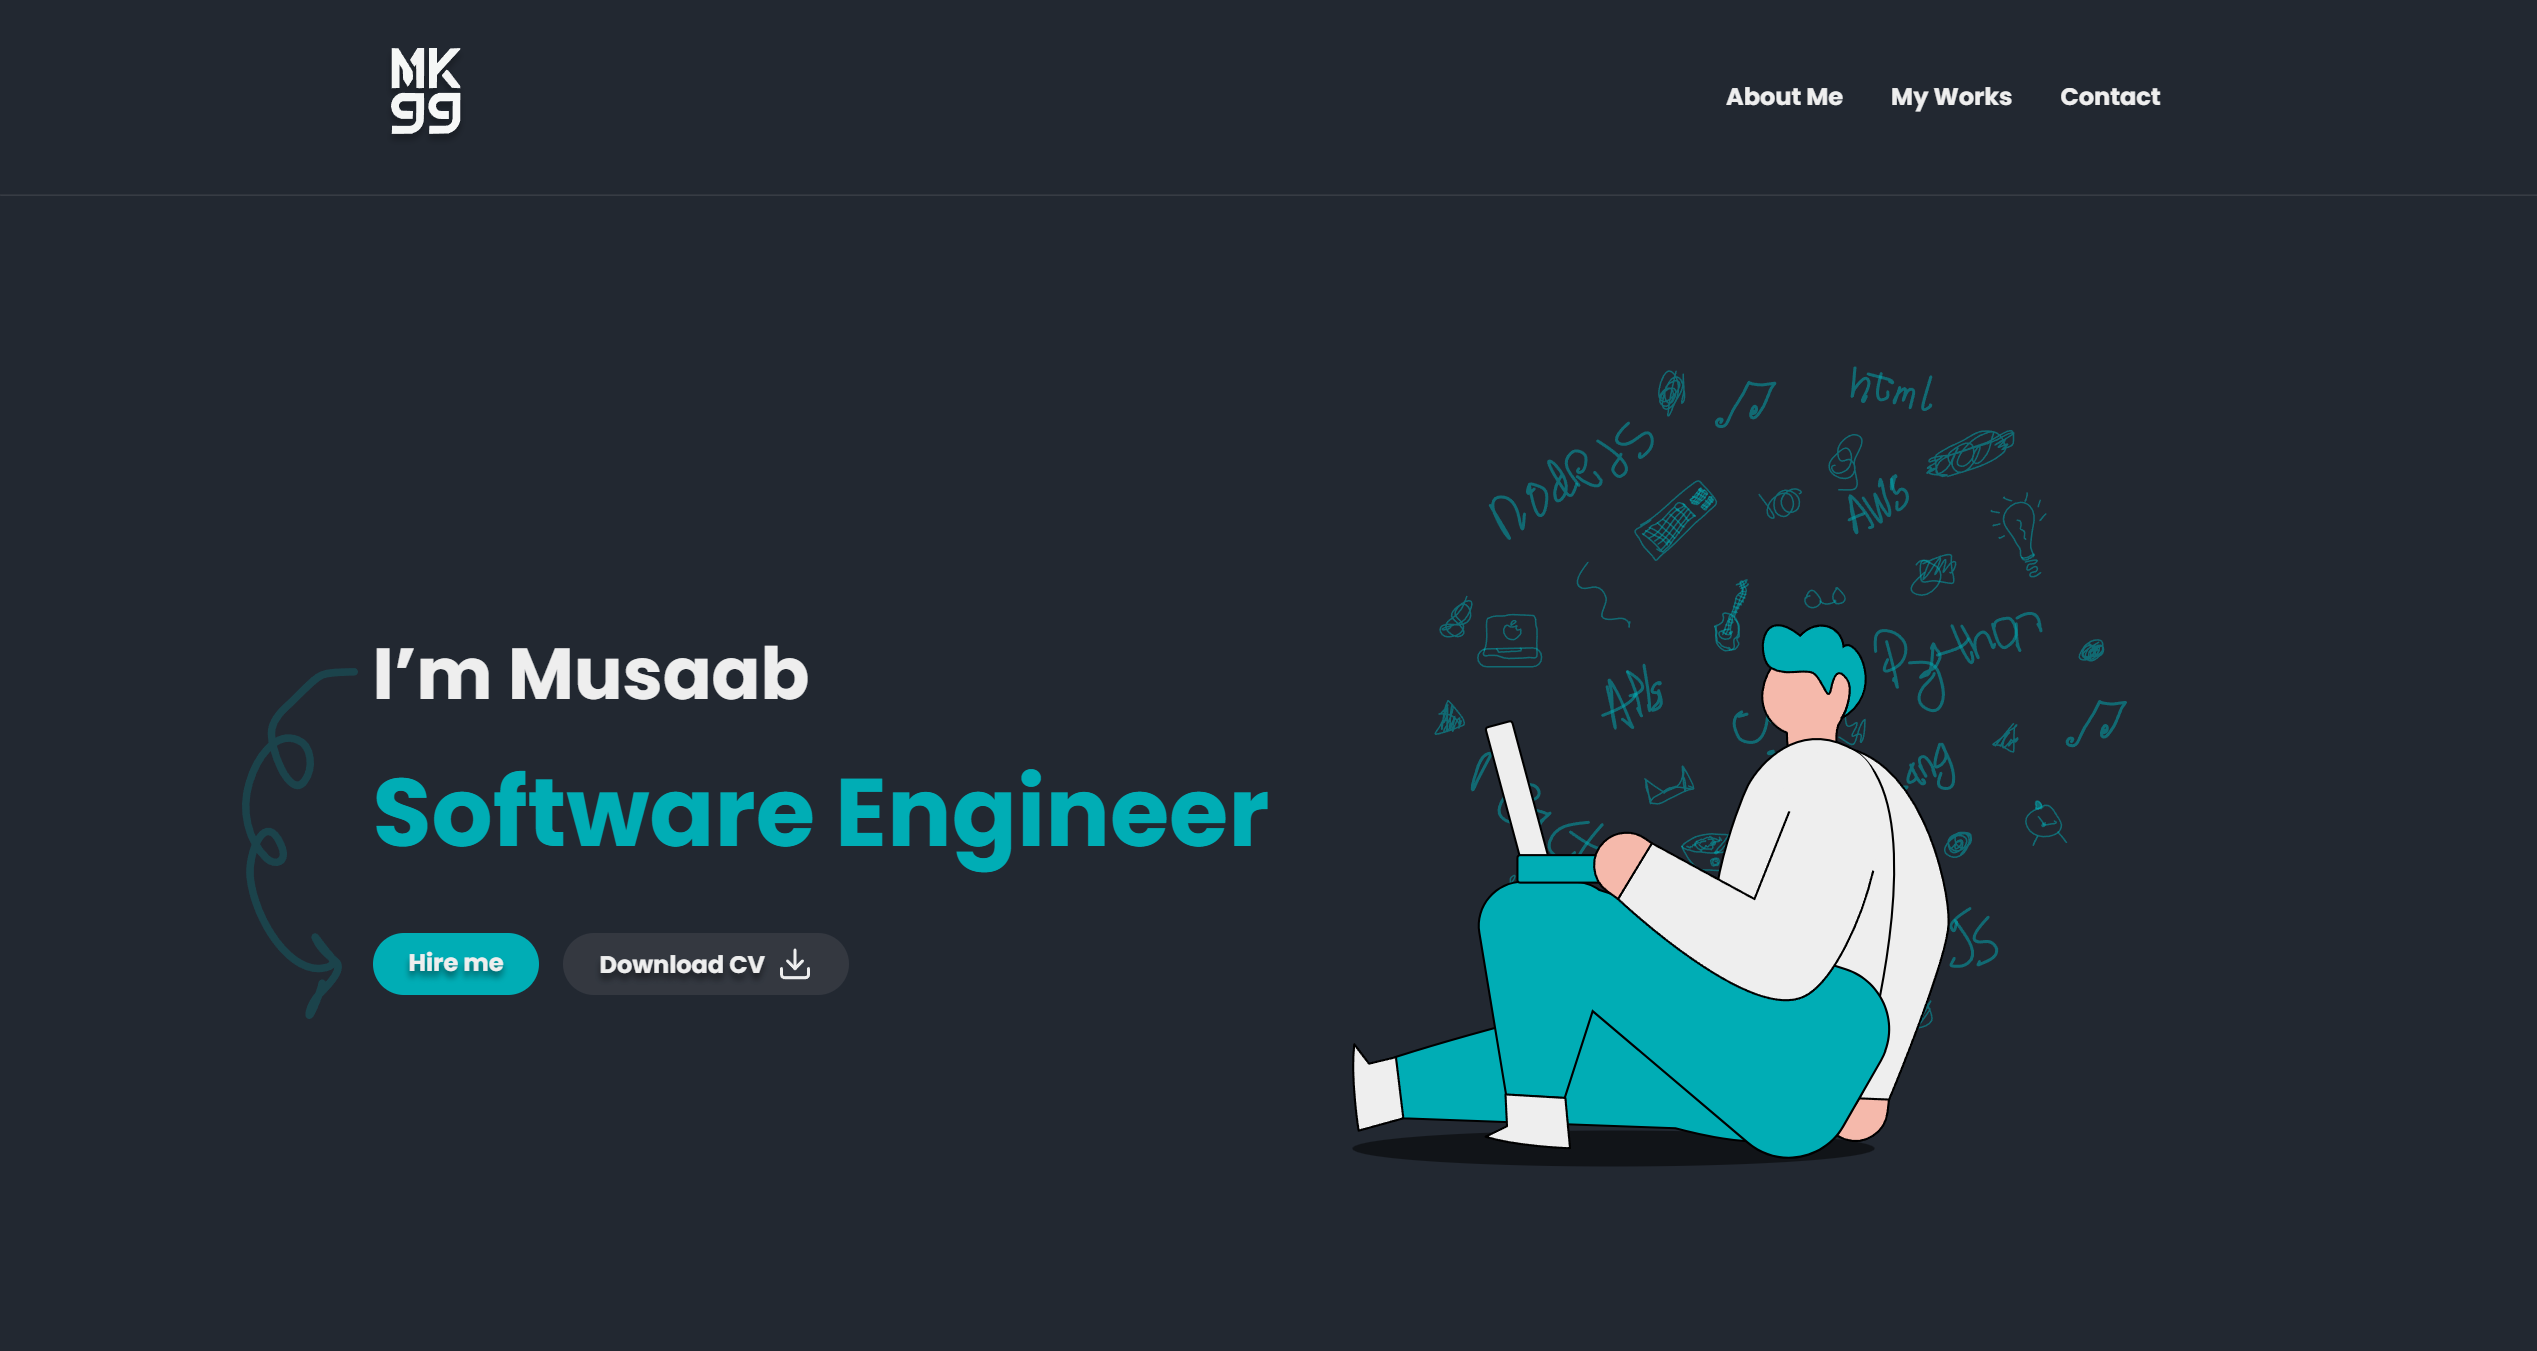 MK
gg
About Me
My Works
Contact
html
NodeJS
AWS
Python
APIs
I’m Musaab
Software Engineer
JS
Hire me
Download CV